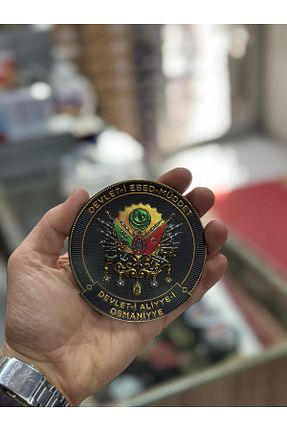 DEVLET-İ EBED-MÜDDET
DEVLET-İ ALİYYE-İ
OSMANİYYE